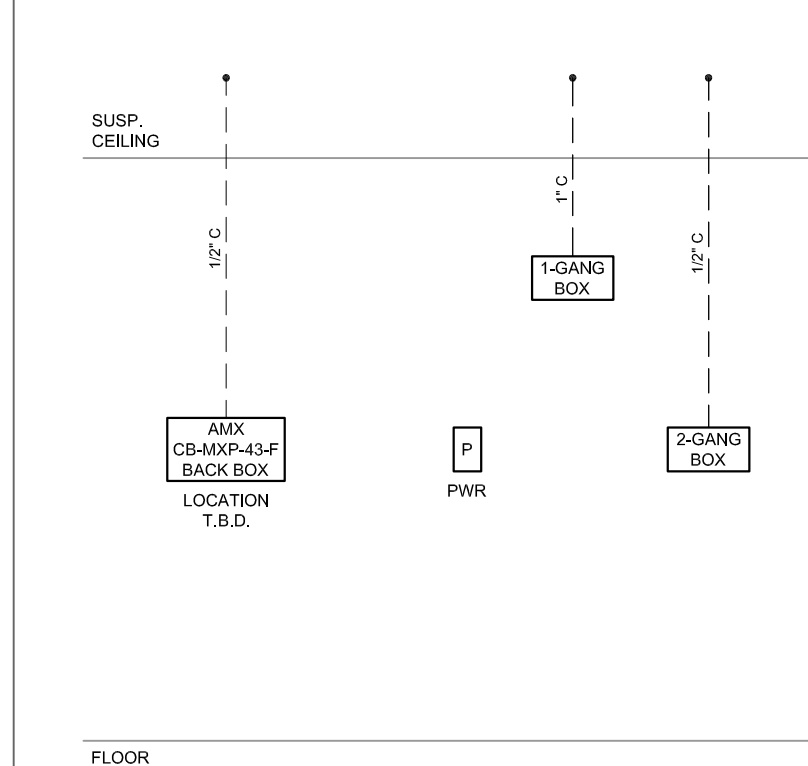 SUSP.
CEILING
1/2" C
1" C
1/2" C
1-GANG
BOX
AMX
CB-MXP-43-F
BACK BOX
LOCATION
T.B.D.
P
PWR
2-GANG
BOX
FLOOR